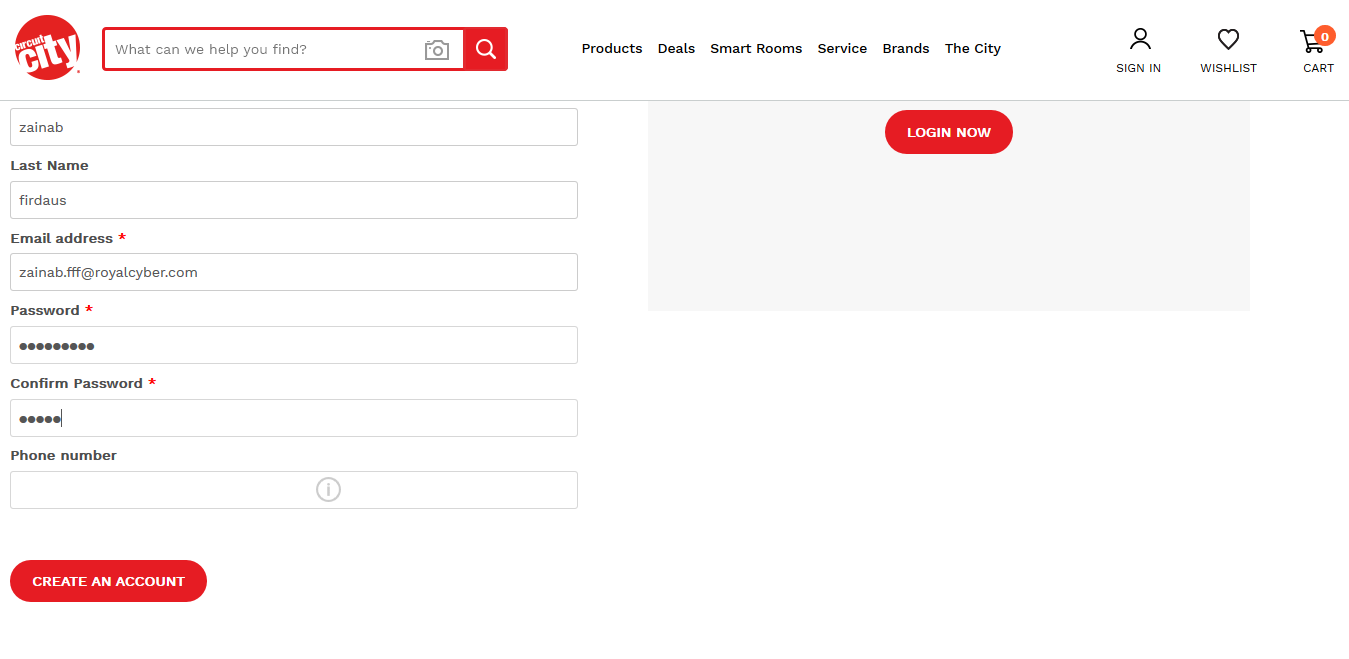 circuit
city
What can we help you find?
Products Deals Smart Rooms Service Brands The City
SIGN IN
WISHLIST
0
CART
zainab
Last Name
firdaus
Email address *
zainab.fff@royalcyber.com
Password *
●●●●●●●●●
Confirm Password *
●●●●●
Phone number
i
CREATE AN ACCOUNT
LOGIN NOW